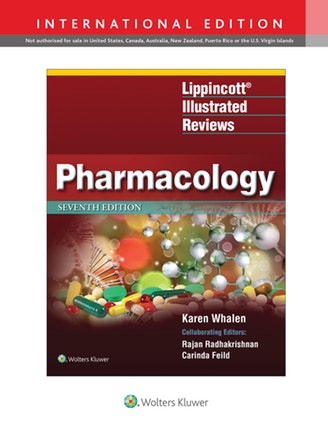 INTERNATIONAL EDITION
Not authorised for sale in United States, Canada, Australia, New Zealand, Puerto Rico or the U.S. Virgin Islands
Lippincott®
Illustrated
Reviews
Pharmacology
SEVENTH EDITION
Karen Whalen
Collaborating Editors:
Rajan Radhakrishnan
Carinda Feild
Wolters Kluwer
Wolters Kluwer